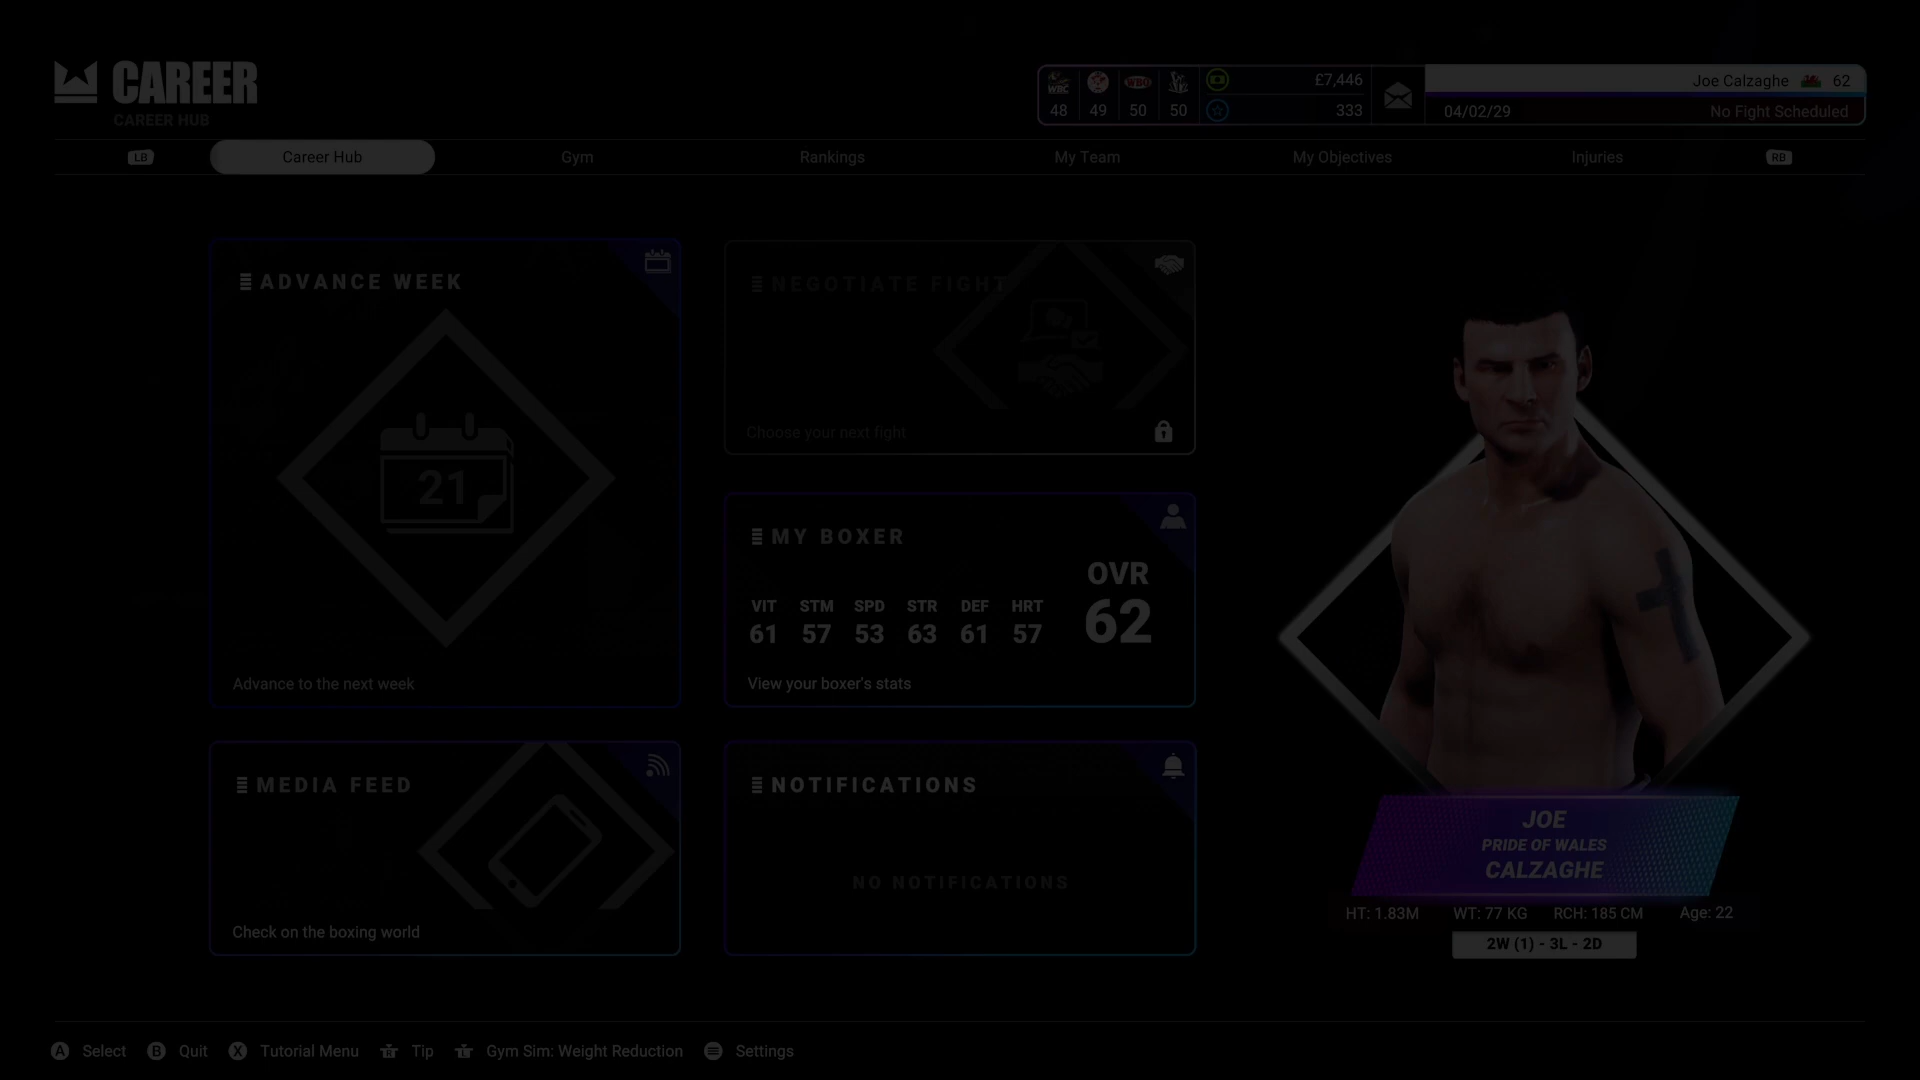 CAREER
CAREER HUB
WBC
WBO
48
49
50
50
£7,446
333
Joe Calzaghe 62
04/02/29 No Fight Scheduled
LB
Career Hub
Gym
Rankings
My Team
My Objectives
Injuries
RB
ADVANCE WEEK
21
Advance to the next week
NEGOTIATE FIGHT
Choose your next fight
MY BOXER
OVR
62
VIT STM SPD STR DEF HRT
61 57 53 63 61 57
View your boxer's stats
MEDIA FEED
Check on the boxing world
NOTIFICATIONS
NO NOTIFICATIONS
JOE
PRIDE OF WALES
CALZAGHE
HT: 1.83M WT: 77 KG RCH: 185 CM Age: 22
2W (1) - 3L - 2D
A Select B Quit X Tutorial Menu R Tip L Gym Sim: Weight Reduction Settings